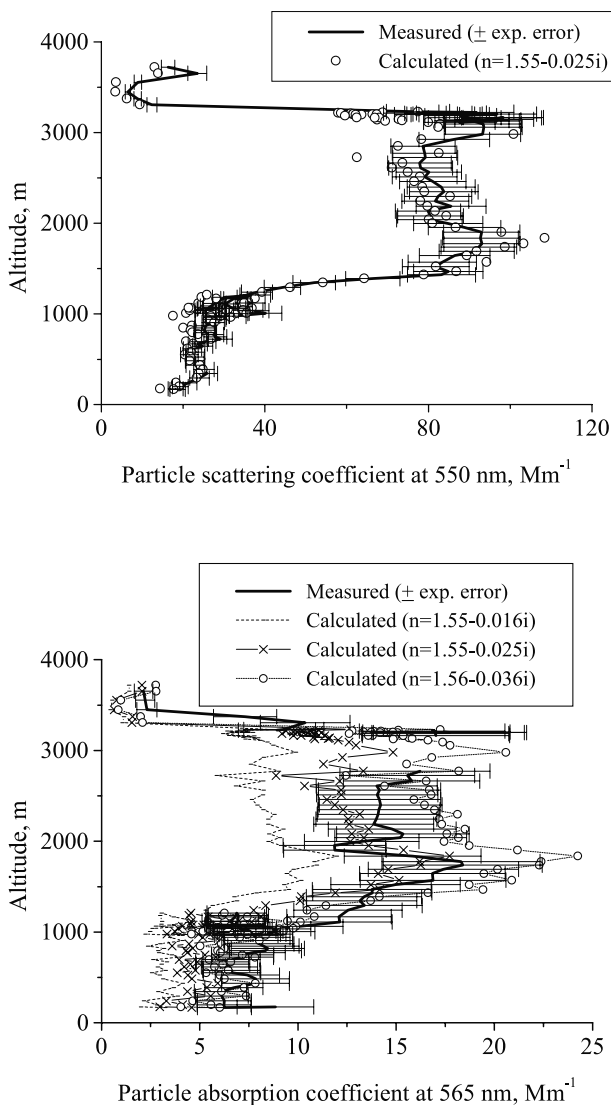 Measured (± exp. error)
Calculated (n=1.55-0.025i)
4000
3000
2000
1000
0
Altitude, m
0
40
80
120
Particle scattering coefficient at 550 nm, Mm⁻¹
Measured (± exp. error)
Calculated (n=1.55-0.016i)
Calculated (n=1.55-0.025i)
Calculated (n=1.56-0.036i)
4000
3000
2000
1000
0
Altitude, m
0
5
10
15
20
25
Particle absorption coefficient at 565 nm, Mm⁻¹